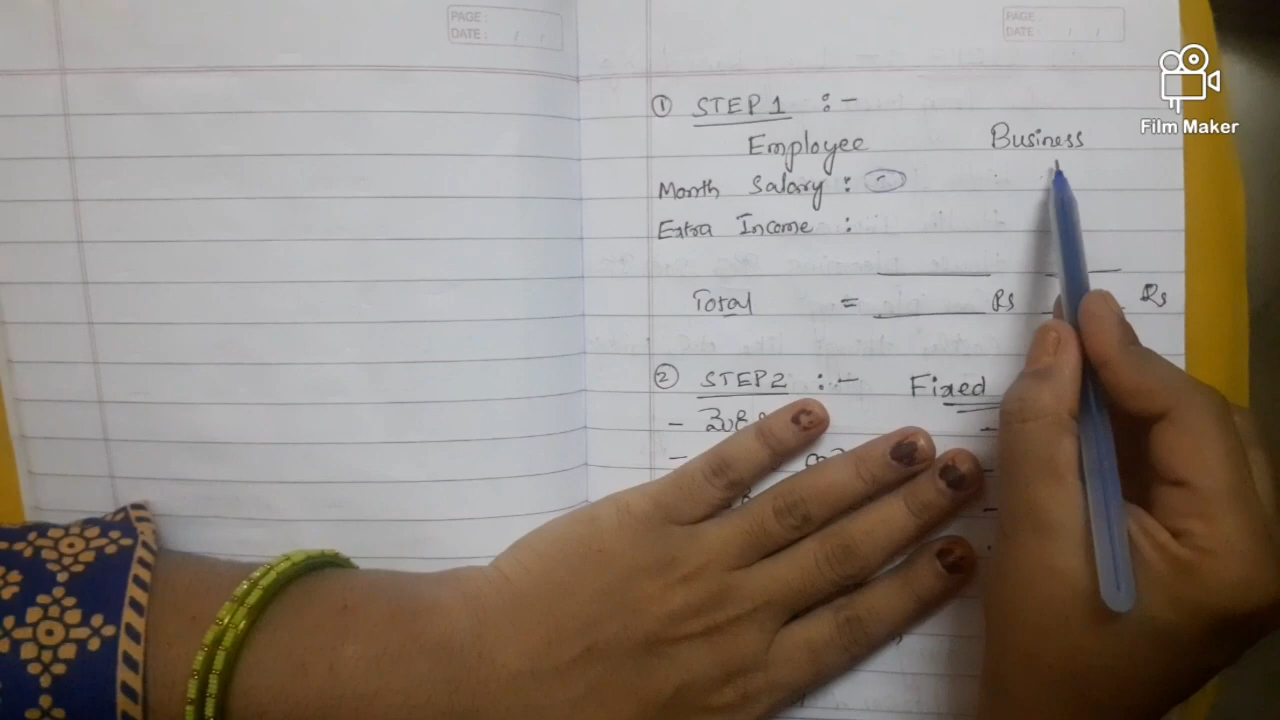 PAGE :
DATE : / /
PAGE
DATE : / /
Film Maker
① STEP 1 :-
Employee Business
Month Salary :
Extra Income :
Total = Rs Rs
② STEP 2 :- Fixed